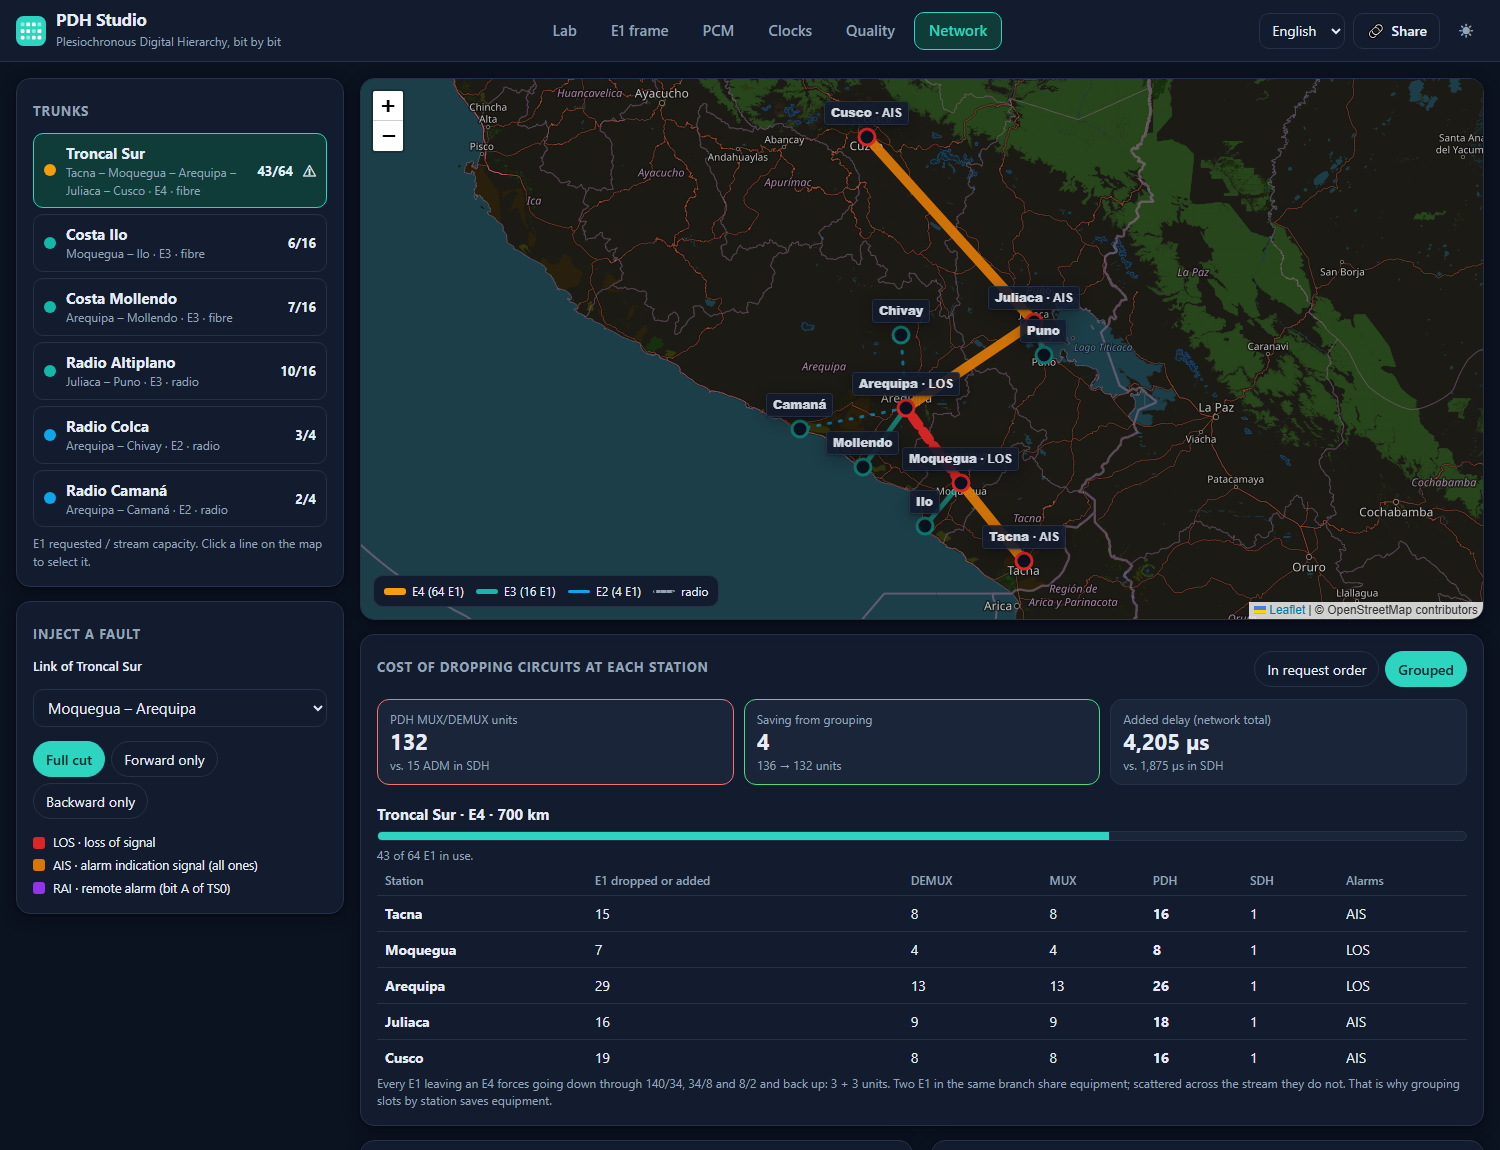 PDH Studio
Plesiochronous Digital Hierarchy, bit by bit
Lab
E1 frame
PCM
Clocks
Quality
Network
English
Share
TRUNKS
Troncal Sur
Tacna – Moquegua – Arequipa –
Juliaca – Cusco · E4 · fibre
43/64
Costa Ilo
Moquegua – Ilo · E3 · fibre
6/16
Costa Mollendo
Arequipa – Mollendo · E3 · fibre
7/16
Radio Altiplano
Juliaca – Puno · E3 · radio
10/16
Radio Colca
Arequipa – Chivay · E2 · radio
3/4
Radio Camaná
Arequipa – Camaná · E2 · radio
2/4
E1 requested / stream capacity. Click a line on the map
to select it.
INJECT A FAULT
Link of Troncal Sur
Moquegua – Arequipa
Full cut
Forward only
Backward only
LOS · loss of signal
AIS · alarm indication signal (all ones)
RAI · remote alarm (bit A of TS0)
+
−
Huancavelica
Ayacucho
Chincha
Alta
Pisco
Cusco · AIS
Abancay
Andahuaylas
Ayacucho
Apurímac
Ica
Santa Ana
del Yacum
La Paz
San Borja
Juliaca · AIS
Chivay
Puno
Lago Titicaca
Caranavi
Arequipa
Arequipa · LOS
Camaná
La Paz
Mollendo
Viacha
Moquegua · LOS
Patacamaya
Cochabamba
Ilo
Cochabamba
Tacna
Tacna · AIS
Tacna
Oruro
Región de
Arica y Parinacota
Arica
Llallagua
E4 (64 E1)
E3 (16 E1)
E2 (4 E1)
radio
Leaflet | © OpenStreetMap contributors
COST OF DROPPING CIRCUITS AT EACH STATION
In request order
Grouped
PDH MUX/DEMUX units
132
vs. 15 ADM in SDH
Saving from grouping
4
136 → 132 units
Added delay (network total)
4,205 µs
vs. 1,875 µs in SDH
Troncal Sur · E4 · 700 km
43 of 64 E1 in use.
Station E1 dropped or added DEMUX MUX PDH SDH Alarms
Tacna 15 8 8 16 1 AIS
Moquegua 7 4 4 8 1 LOS
Arequipa 29 13 13 26 1 LOS
Juliaca 16 9 9 18 1 AIS
Cusco 19 8 8 16 1 AIS
Every E1 leaving an E4 forces going down through 140/34, 34/8 and 8/2 and back up: 3 + 3 units. Two E1 in the same branch share equipment; scattered across the stream they do not. That is why grouping
slots by station saves equipment.